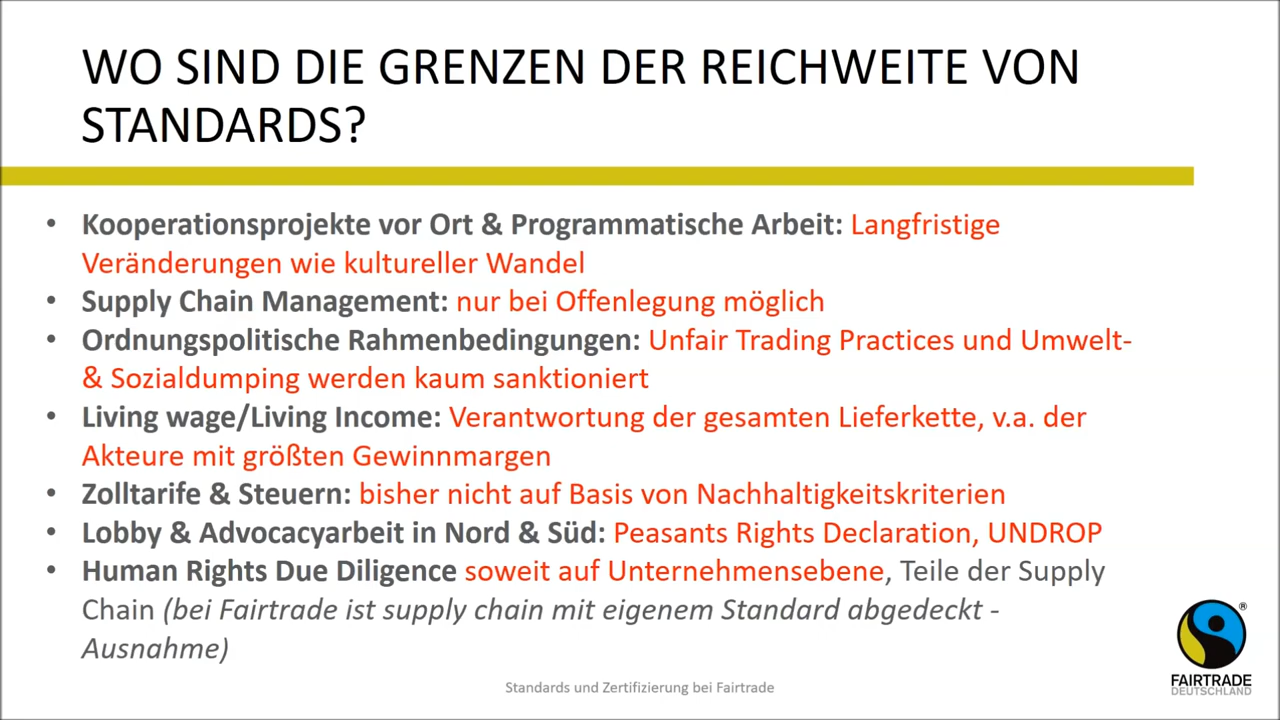 WO SIND DIE GRENZEN DER REICHWEITE VON
STANDARDS?
• Kooperationsprojekte vor Ort & Programmatische Arbeit: Langfristige
Veränderungen wie kultureller Wandel
• Supply Chain Management: nur bei Offenlegung möglich
• Ordnungspolitische Rahmenbedingungen: Unfair Trading Practices und Umwelt-
& Sozialdumping werden kaum sanktioniert
• Living wage/Living Income: Verantwortung der gesamten Lieferkette, v.a. der
Akteure mit größten Gewinnmargen
• Zolltarife & Steuern: bisher nicht auf Basis von Nachhaltigkeitskriterien
• Lobby & Advocacyarbeit in Nord & Süd: Peasants Rights Declaration, UNDROP
• Human Rights Due Diligence soweit auf Unternehmensebene, Teile der Supply
Chain (bei Fairtrade ist supply chain mit eigenem Standard abgedeckt -
Ausnahme)
®
FAIRTRADE
DEUTSCHLAND
Standards und Zertifizierung bei Fairtrade